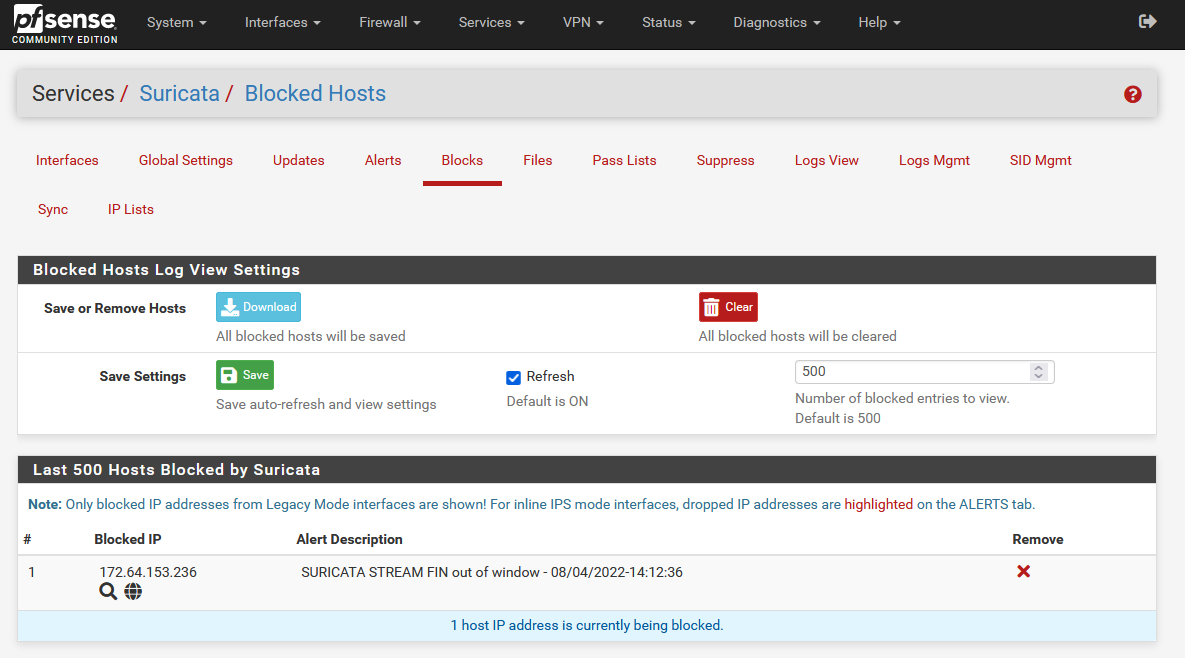 pfsense
COMMUNITY EDITION
System Interfaces Firewall Services VPN Status Diagnostics Help
Services / Suricata / Blocked Hosts
?
Interfaces Global Settings Updates Alerts Blocks Files Pass Lists Suppress Logs View Logs Mgmt SID Mgmt
Sync IP Lists
Blocked Hosts Log View Settings
Save or Remove Hosts Download Clear
All blocked hosts will be saved All blocked hosts will be cleared
Save Settings Save Refresh 500
Save auto-refresh and view settings Default is ON Number of blocked entries to view.
Default is 500
Last 500 Hosts Blocked by Suricata
Note: Only blocked IP addresses from Legacy Mode interfaces are shown! For inline IPS mode interfaces, dropped IP addresses are highlighted on the ALERTS tab.
# Blocked IP Alert Description Remove
1 172.64.153.236 SURICATA STREAM FIN out of window - 08/04/2022-14:12:36
1 host IP address is currently being blocked.